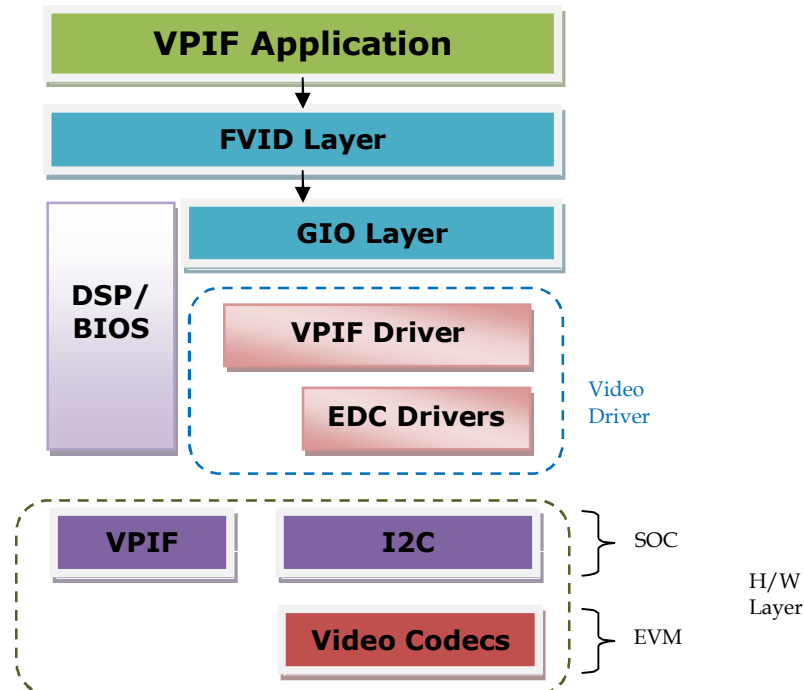 VPIF Application
FVID Layer
GIO Layer
DSP/
BIOS
VPIF Driver
EDC Drivers
Video
Driver
VPIF
I2C
SOC
H/W
Layer
Video Codecs
EVM